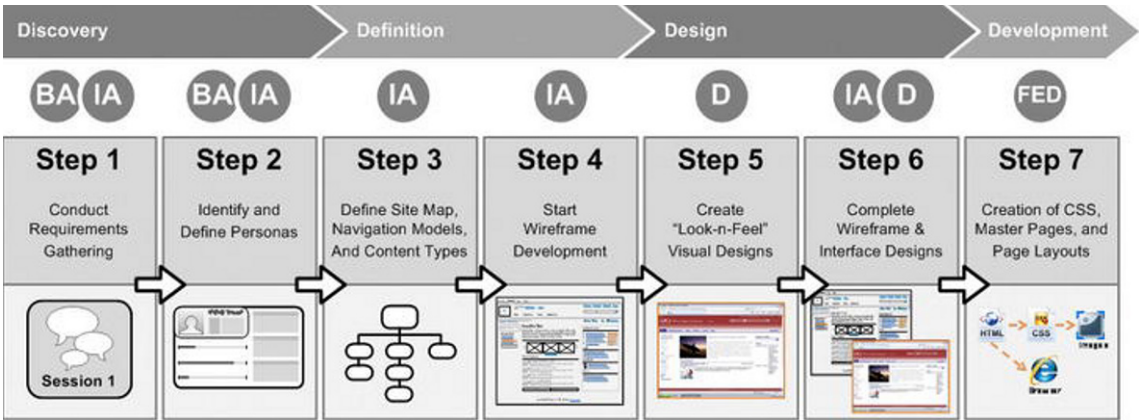 Discovery
Definition
Design
Development
BA IA
BA IA
IA
IA
D
IA D
FED
Step 1
Conduct
Requirements
Gathering
Step 2
Identify and
Define Personas
Step 3
Define Site Map,
Navigation Models,
And Content Types
Step 4
Start
Wireframe
Development
Step 5
Create
“Look-n-Feel”
Visual Designs
Step 6
Complete
Wireframe &
Interface Designs
Step 7
Creation of CSS,
Master Pages, and
Page Layouts
Session 1
HTML
CSS
Images
Browser